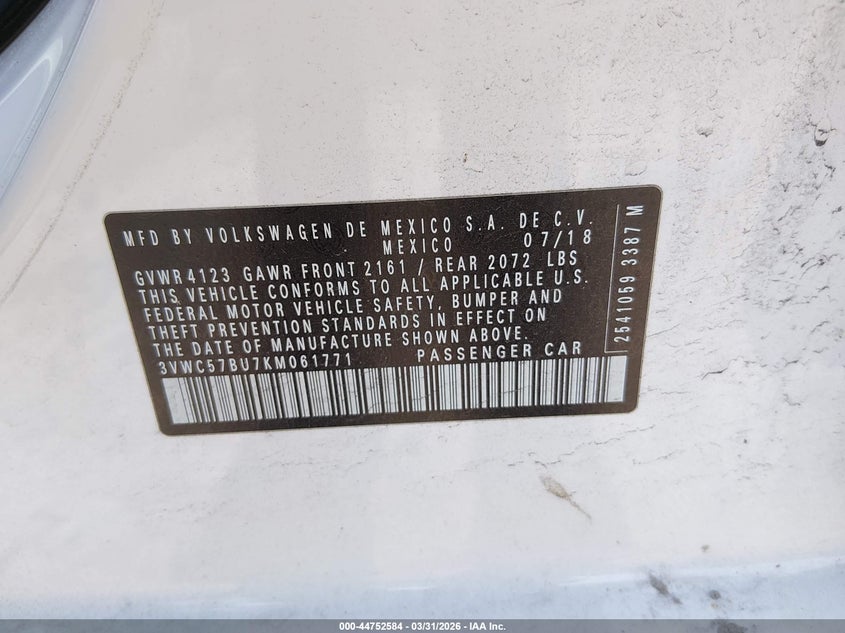 MFD BY VOLKSWAGEN DE MEXICO S.A. DE C.V.
MEXICO 07/18
GVWR 4123 GAWR FRONT 2161 / REAR 2072 LBS
THIS VEHICLE CONFORMS TO ALL APPLICABLE U.S.
FEDERAL MOTOR VEHICLE SAFETY, BUMPER AND
THEFT PREVENTION STANDARDS IN EFFECT ON
THE DATE OF MANUFACTURE SHOWN ABOVE.
3VWC57BU7KM061771 PASSENGER CAR
2541059 3387 M
000-44752584 - 03/31/2026 - IAA Inc.